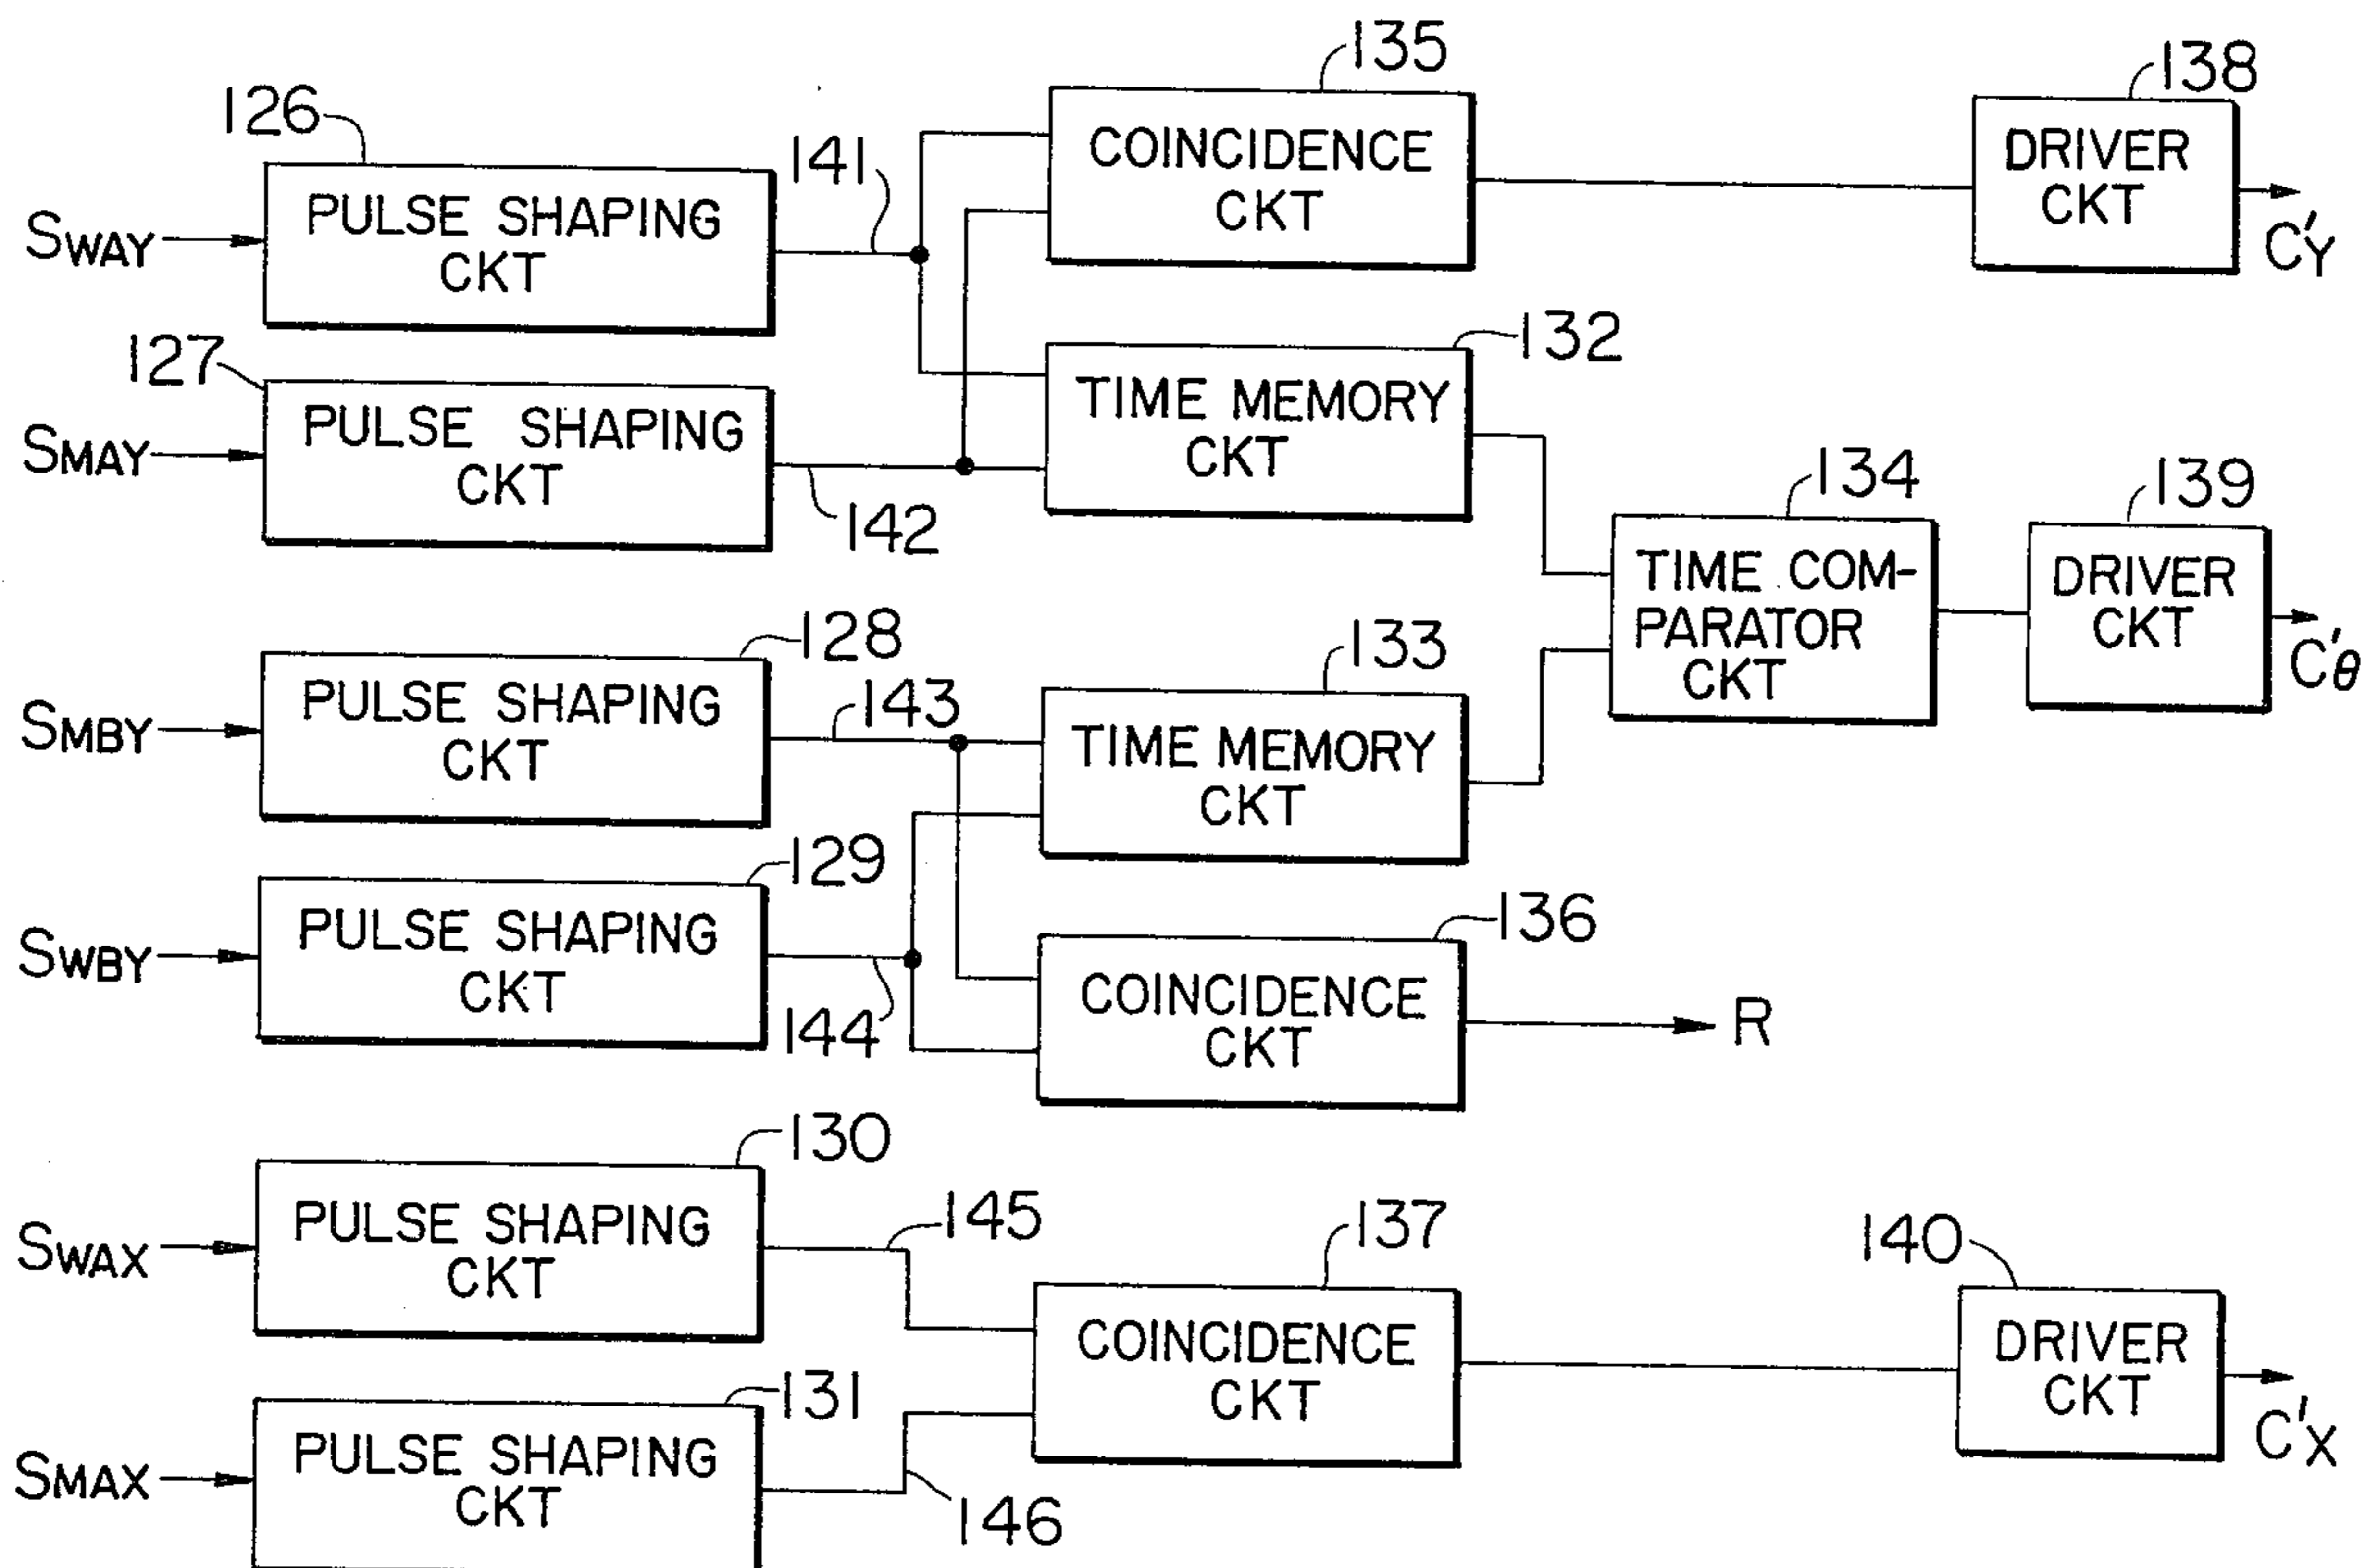 135
138
126
COINCIDENCE
CKT
DRIVER
CKT
141
PULSE SHAPING
CKT
SWAY
C'Y
132
127
PULSE SHAPING
CKT
TIME MEMORY
CKT
SMAY
142
134
139
TIME COM-
PARATOR
CKT
DRIVER
CKT
C'θ
128
133
PULSE SHAPING
CKT
143
SMBY
TIME MEMORY
CKT
129
136
PULSE SHAPING
CKT
SWBY
144
COINCIDENCE
CKT
R
130
145
137
140
PULSE SHAPING
CKT
SWAX
COINCIDENCE
CKT
DRIVER
CKT
131
C'X
PULSE SHAPING
CKT
SMAX
146